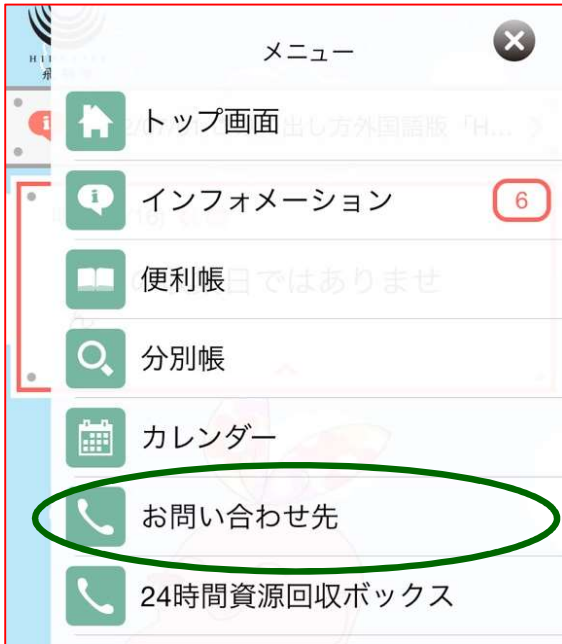 メニュー
トップ画面
インフォメーション 6
便利帳
分別帳
カレンダー
お問い合わせ先
24時間資源回収ボックス